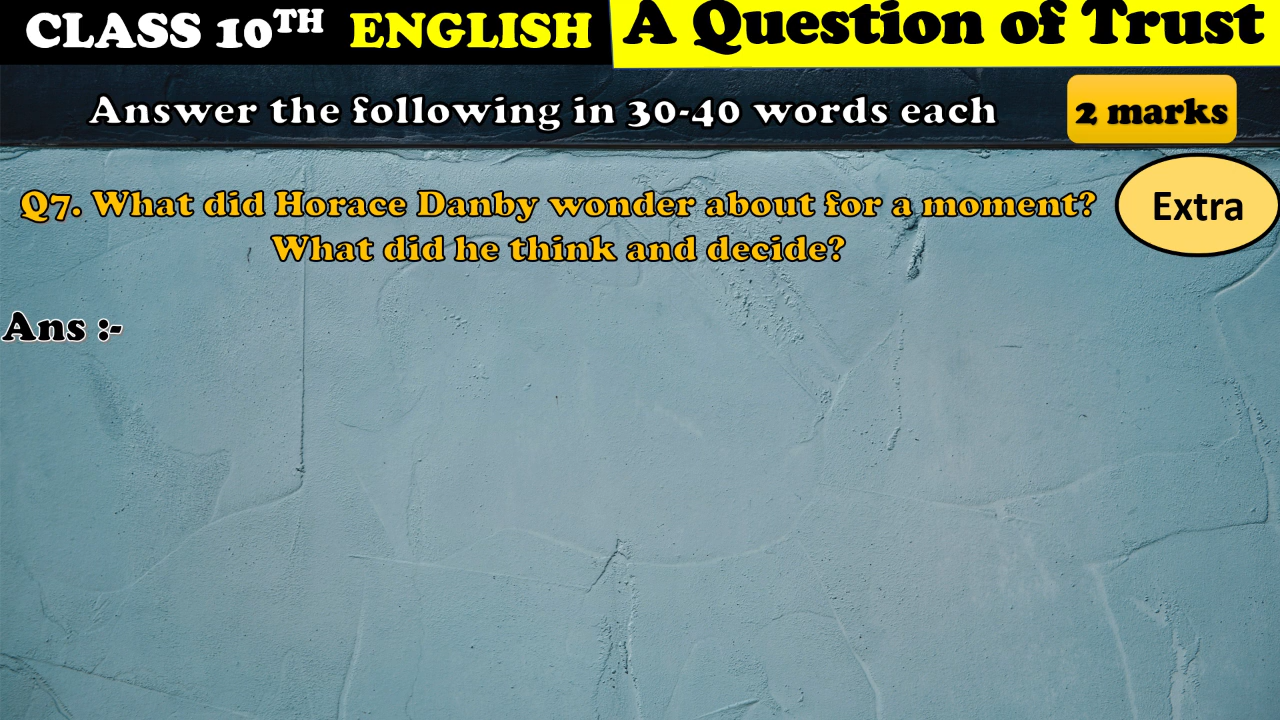 CLASS 10TH ENGLISH A Question of Trust
Answer the following in 30-40 words each 2 marks
Q7. What did Horace Danby wonder about for a moment? Extra
What did he think and decide?
Ans :-